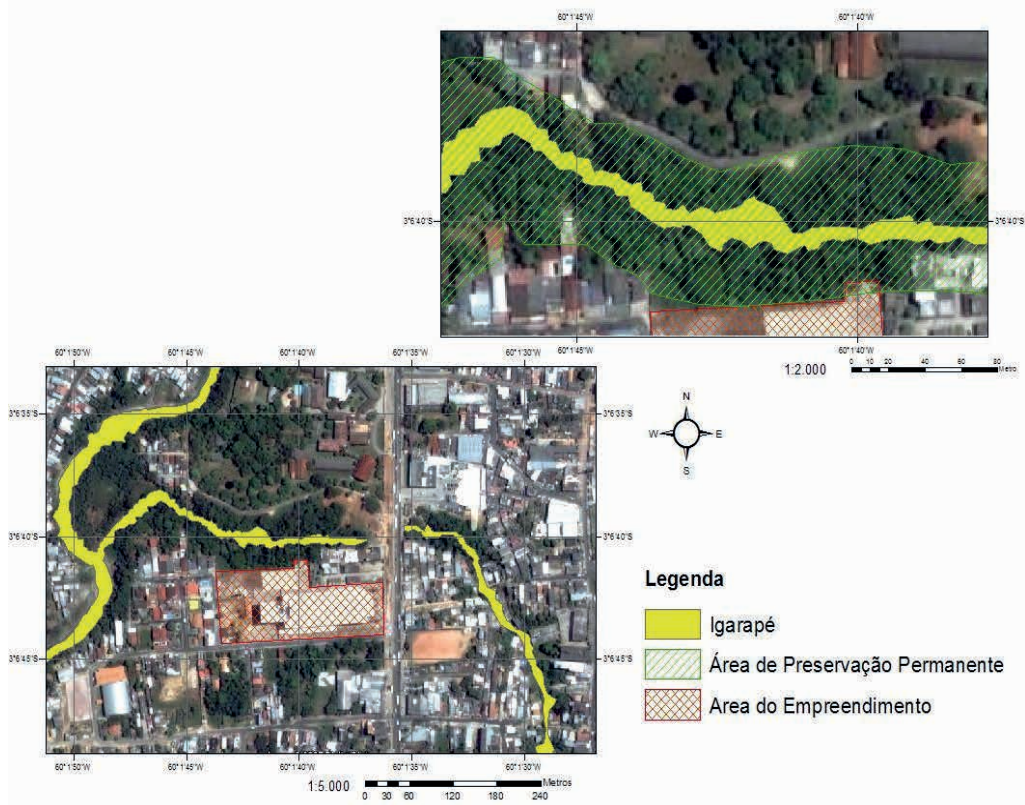 60°1'45"W 60°1'40"W
3°6'40"S 3°6'40"S
60°1'45"W 60°1'40"W
1:2.000
0 10 20 40 60 80
Metro
60°1'50"W 60°1'45"W 60°1'40"W 60°1'35"W 60°1'30"W
3°6'35"S 3°6'35"S
3°6'40"S 3°6'40"S
3°6'45"S 3°6'45"S
60°1'50"W 60°1'45"W 60°1'40"W 60°1'35"W 60°1'30"W
N
W E
S
Legenda
Igarapé
Área de Preservação Permanente
Area do Empreendimento
1:5.000
Metros
0 30 60 120 180 240